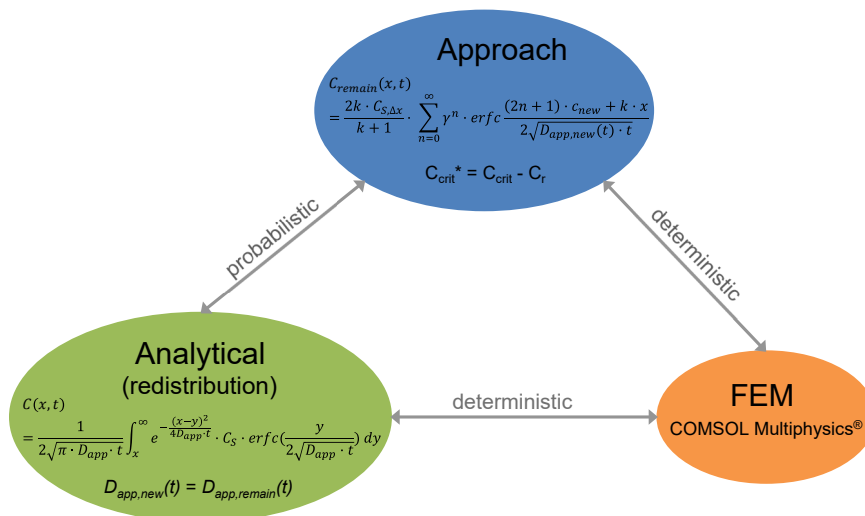 Approach
C_remain(x,t)
= (2k · C_S,Δx)/(k + 1) · ∑_{n=0}^{∞} γ^n · erfc ((2n + 1) · c_new + k · x)/(2√(D_app,new(t) · t))
C_crit* = C_crit - C_r
probabilistic
deterministic
Analytical
(redistribution)
C(x,t)
= 1/(2√(π · D_app · t)) ∫_x^∞ e^{-(x-y)²/(4D_app·t)} · C_S · erfc(y/(2√(D_app · t))) dy
D_app,new(t) = D_app,remain(t)
deterministic
FEM
COMSOL Multiphysics®